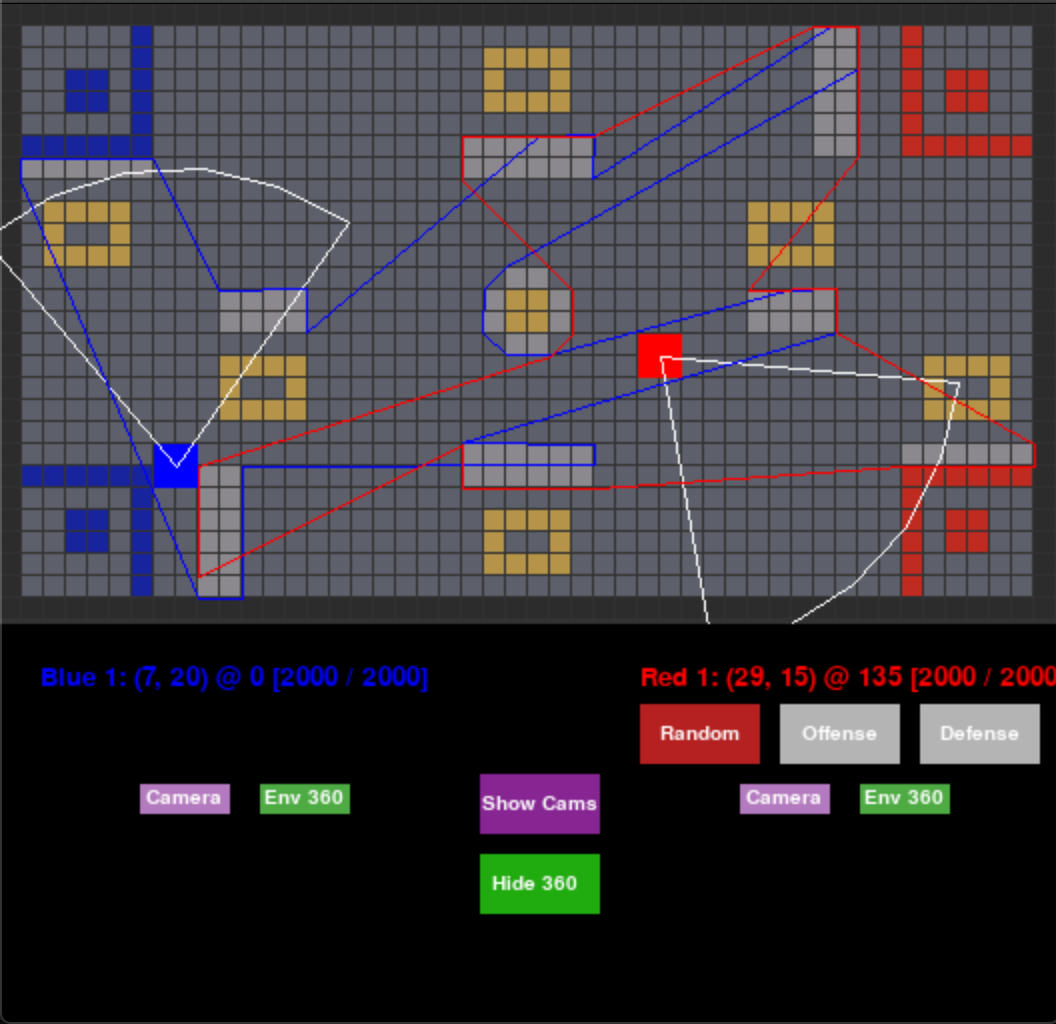 Blue 1: (7, 20) @ 0 [2000 / 2000]
Red 1: (29, 15) @ 135 [2000 / 2000
Random
Offense
Defense
Camera
Env 360
Show Cams
Camera
Env 360
Hide 360